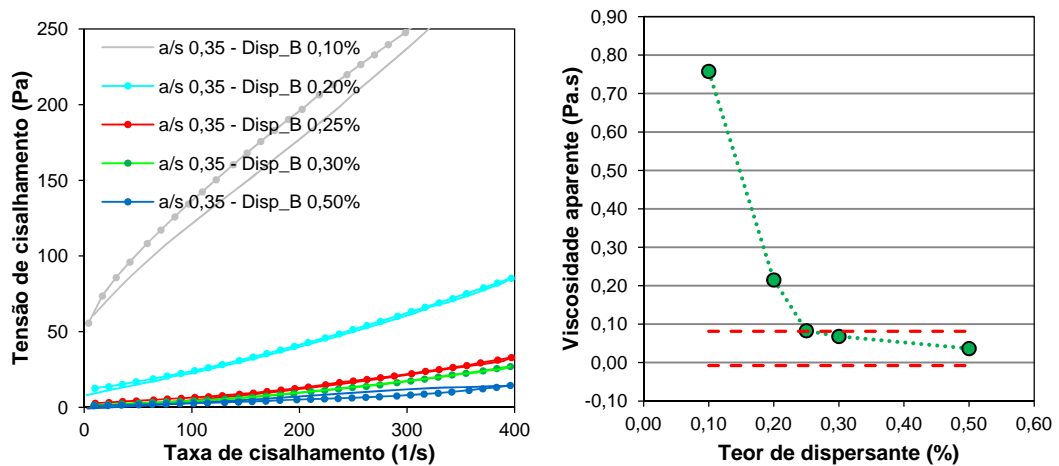 250
200
150
100
50
0
Tensão de cisalhamento (Pa)
a/s 0,35 - Disp_B 0,10%
a/s 0,35 - Disp_B 0,20%
a/s 0,35 - Disp_B 0,25%
a/s 0,35 - Disp_B 0,30%
a/s 0,35 - Disp_B 0,50%
0 100 200 300 400
Taxa de cisalhamento (1/s)
0,90
0,80
0,70
0,60
0,50
0,40
0,30
0,20
0,10
0,00
-0,10
Viscosidade aparente (Pa.s)
0,00 0,10 0,20 0,30 0,40 0,50 0,60
Teor de dispersante (%)